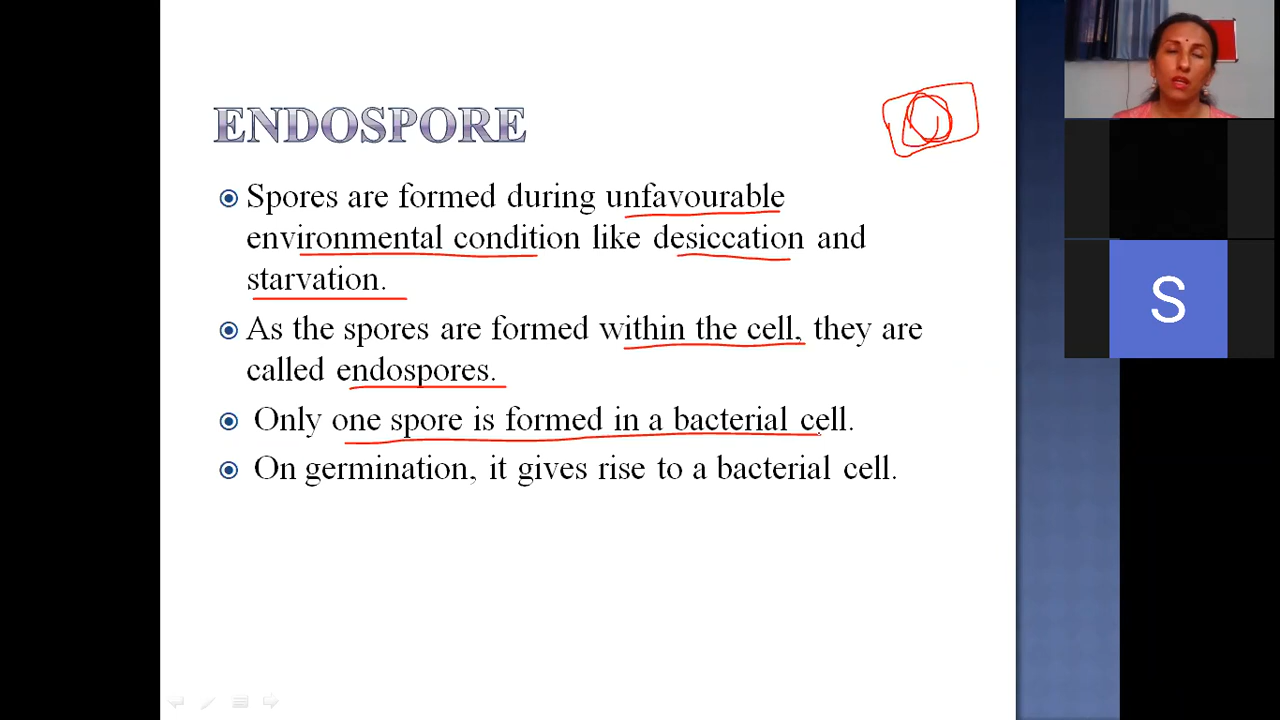 ENDOSPORE
Spores are formed during unfavourable
environmental condition like desiccation and
starvation.
As the spores are formed within the cell, they are
called endospores.
Only one spore is formed in a bacterial cell.
On germination, it gives rise to a bacterial cell.
S